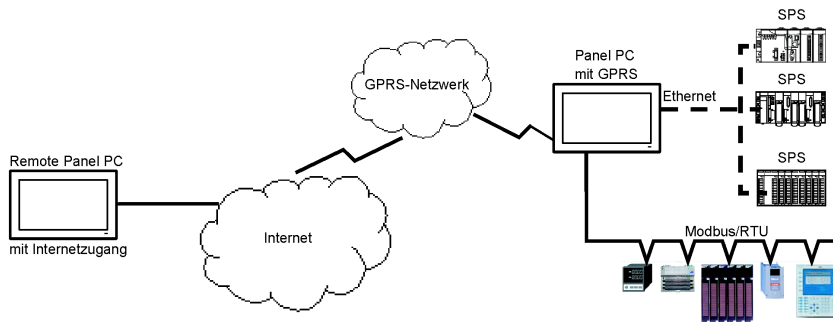 SPS
Panel PC
mit GPRS
GPRS-Netzwerk
SPS
Ethernet
Remote Panel PC
SPS
mit Internetzugang
Internet
Modbus/RTU